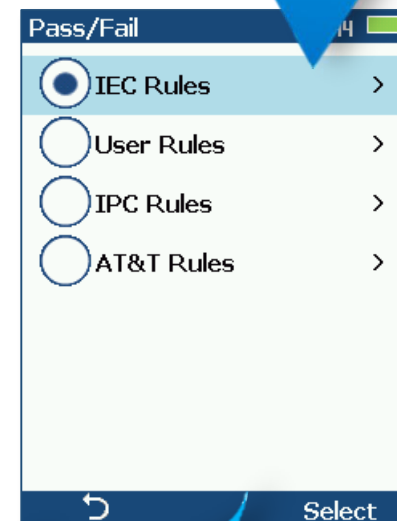 Pass/Fail
IEC Rules
User Rules
IPC Rules
AT&T Rules
Select